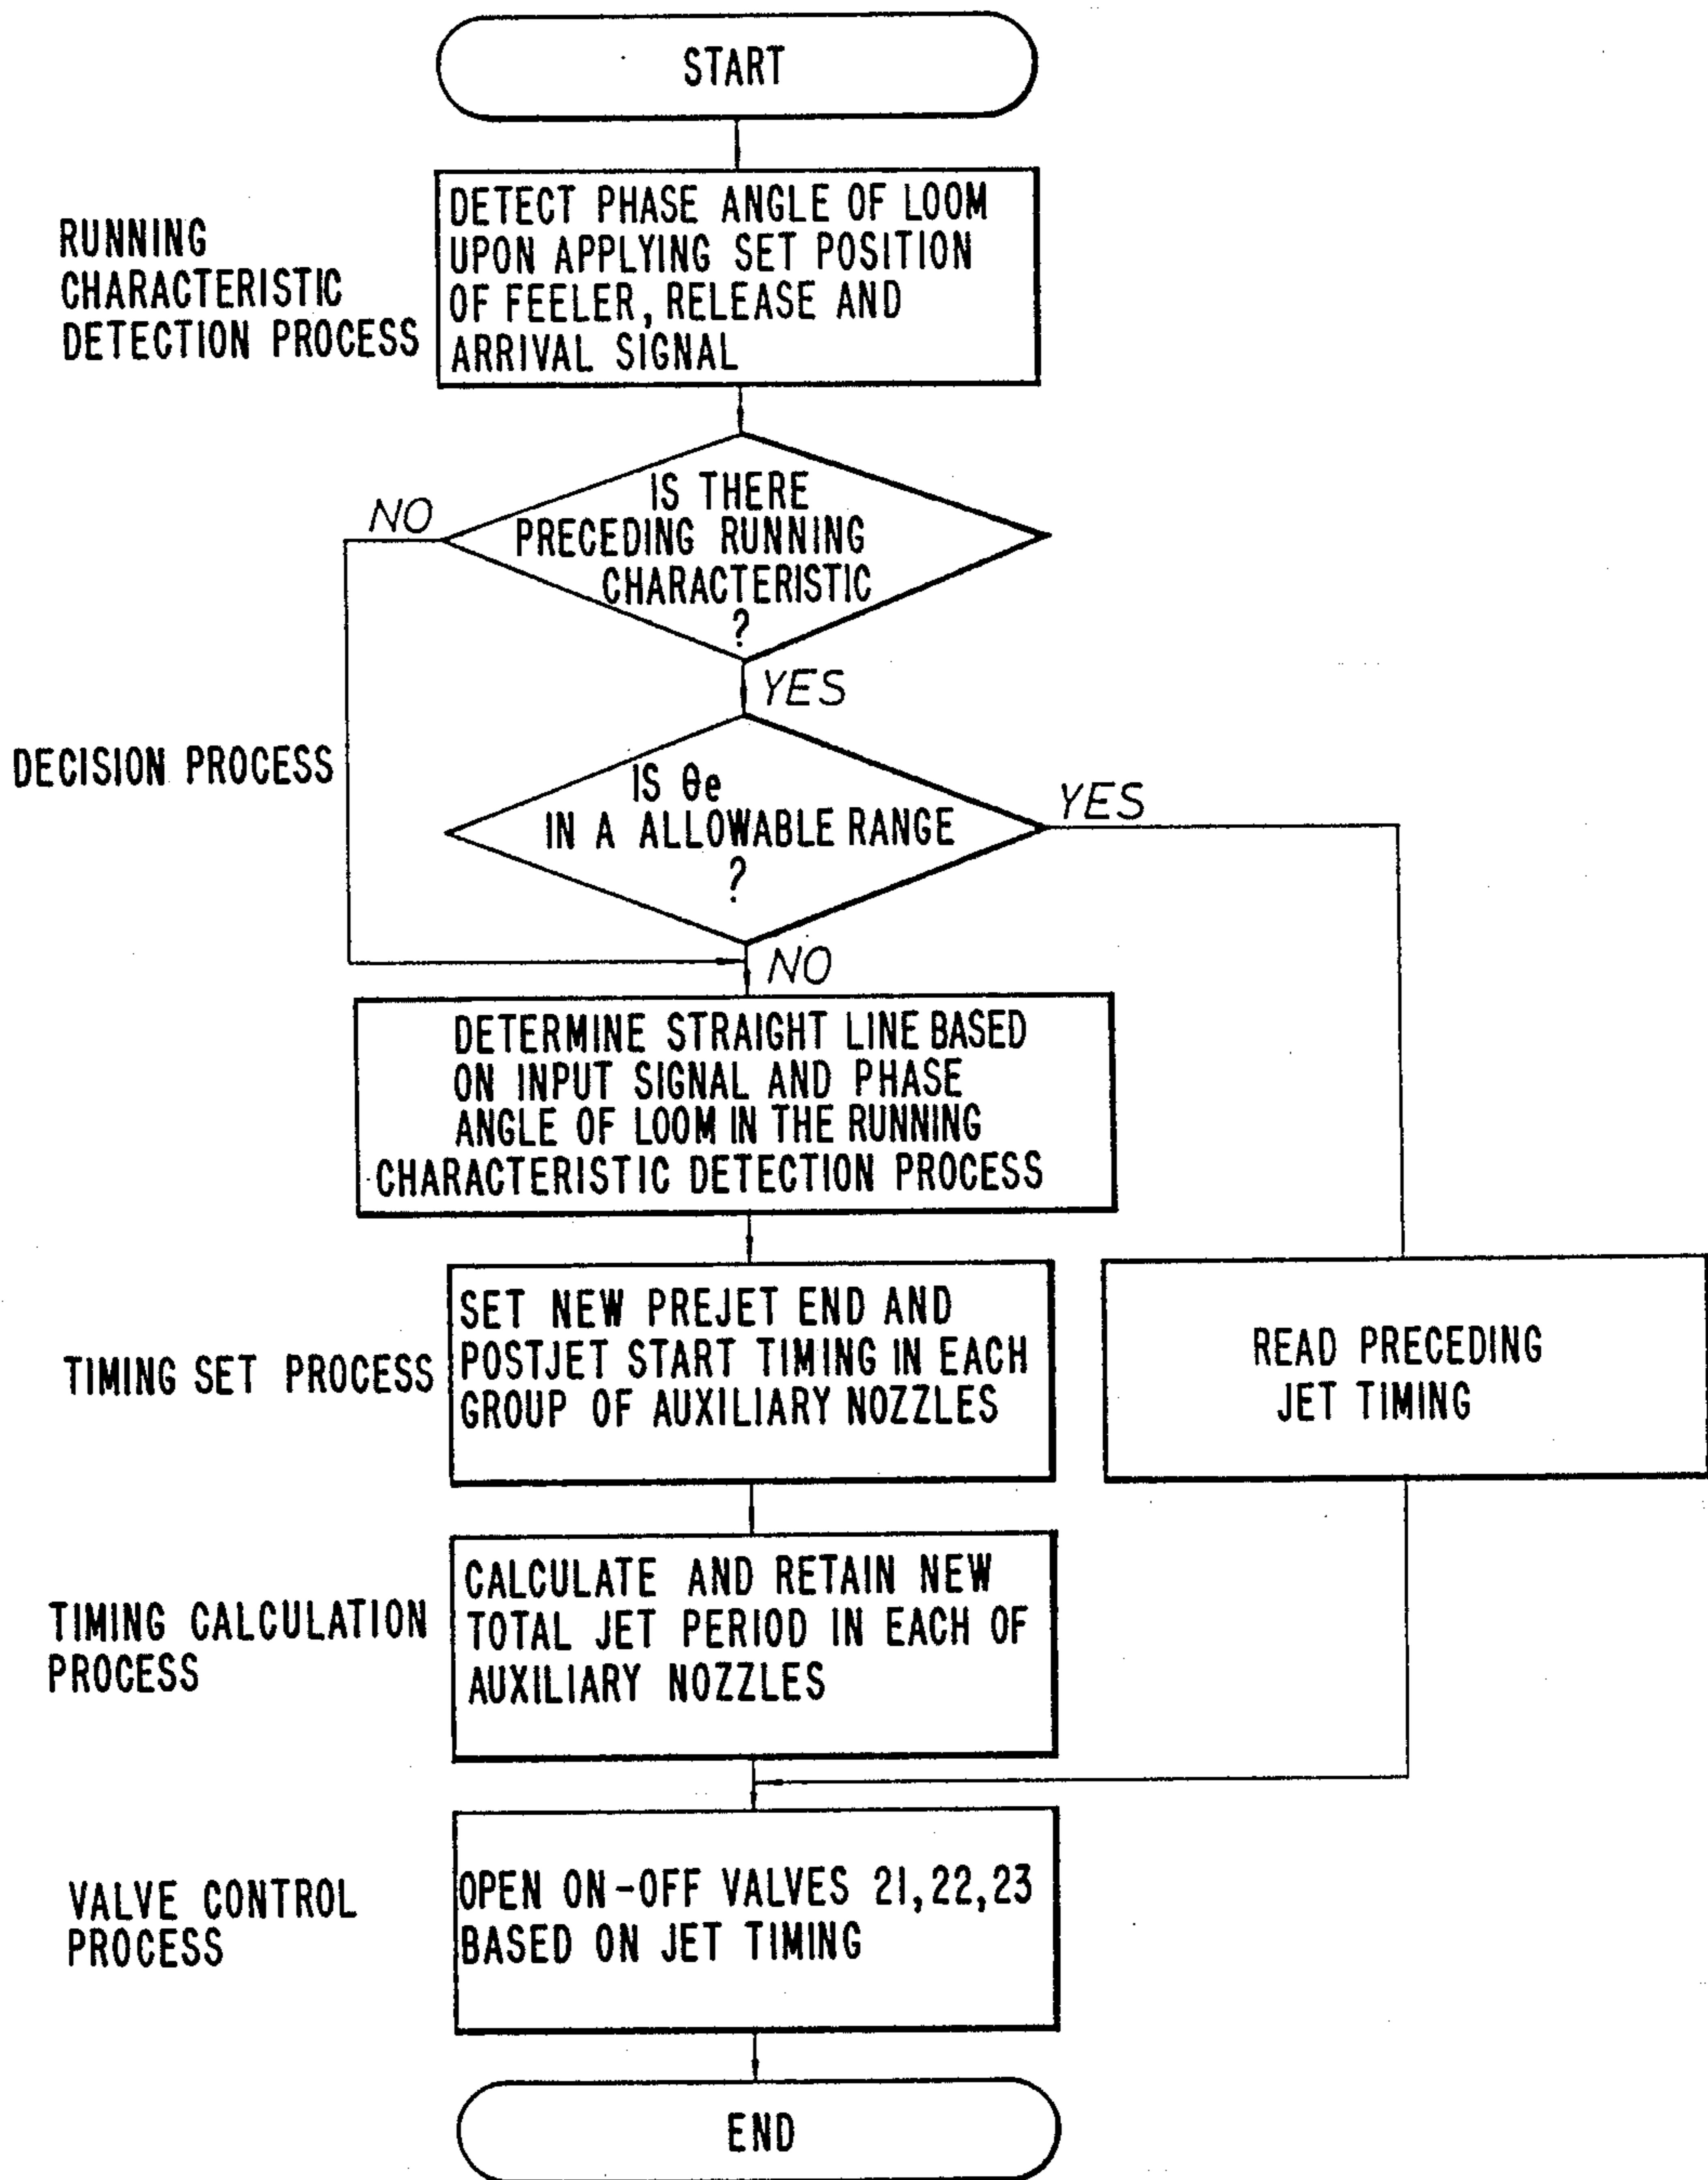 START
RUNNING
CHARACTERISTIC
DETECTION PROCESS
DETECT PHASE ANGLE OF LOOM
UPON APPLYING SET POSITION
OF FEELER, RELEASE AND
ARRIVAL SIGNAL
IS THERE
PRECEDING RUNNING
CHARACTERISTIC
?
NO
YES
DECISION PROCESS
IS θe
IN A ALLOWABLE RANGE
?
YES
NO
DETERMINE STRAIGHT LINE BASED
ON INPUT SIGNAL AND PHASE
ANGLE OF LOOM IN THE RUNNING
CHARACTERISTIC DETECTION PROCESS
TIMING SET PROCESS
SET NEW PREJET END AND
POSTJET START TIMING IN EACH
GROUP OF AUXILIARY NOZZLES
READ PRECEDING
JET TIMING
TIMING CALCULATION
PROCESS
CALCULATE AND RETAIN NEW
TOTAL JET PERIOD IN EACH OF
AUXILIARY NOZZLES
VALVE CONTROL
PROCESS
OPEN ON-OFF VALVES 21,22,23
BASED ON JET TIMING
END